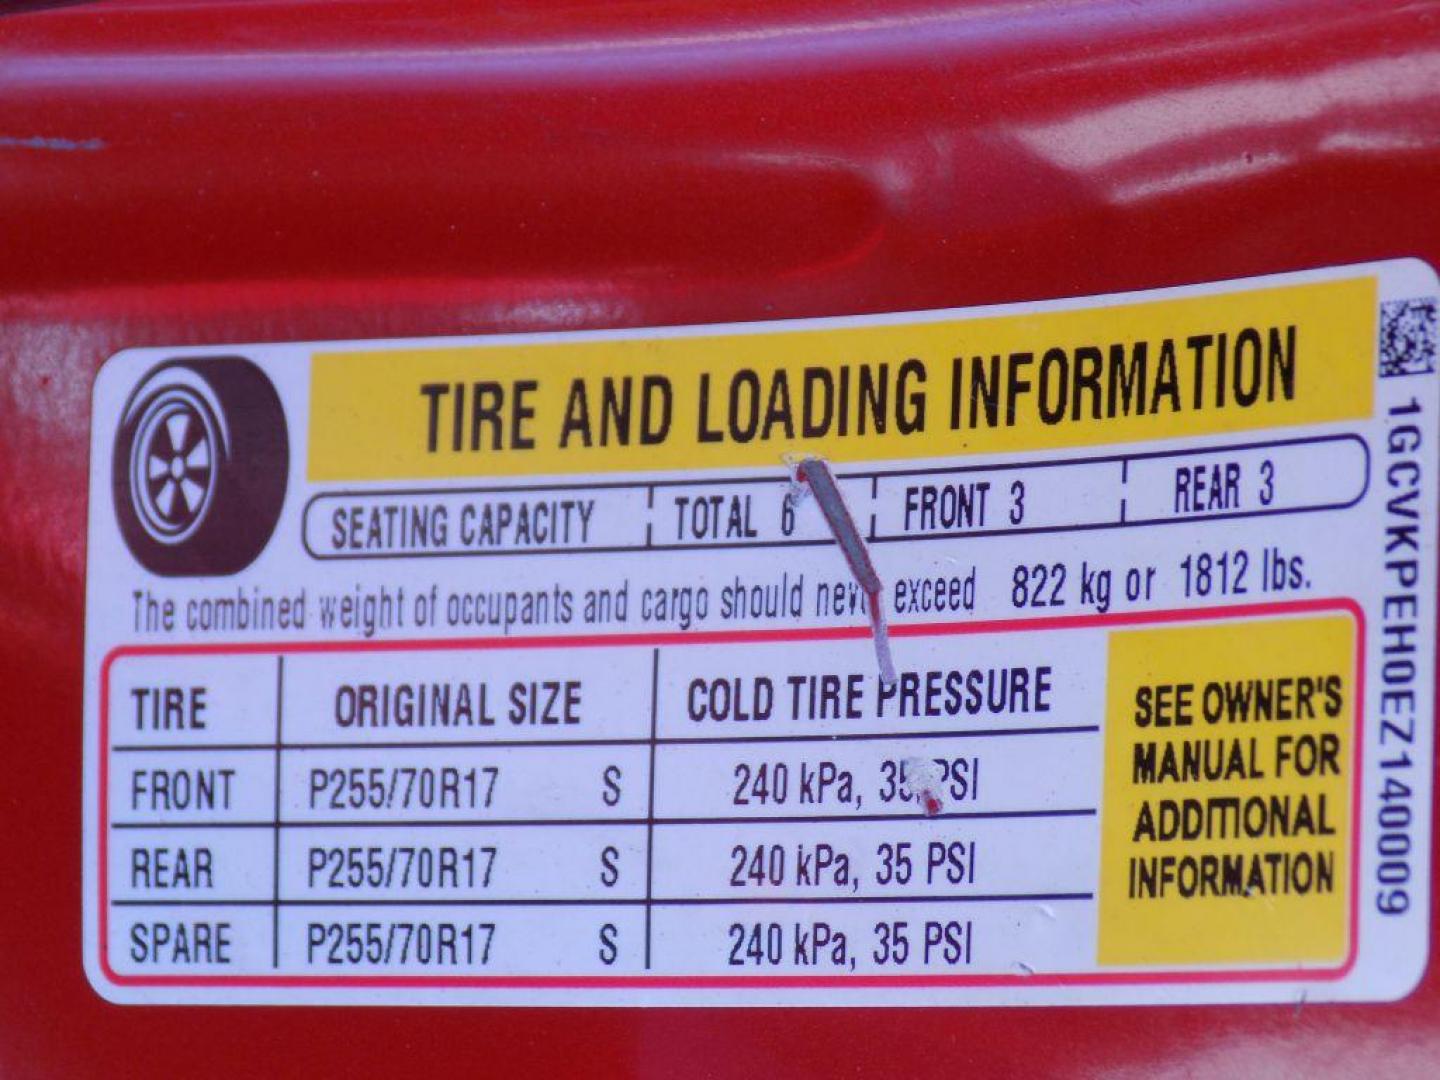 TIRE AND LOADING INFORMATION
SEATING CAPACITY TOTAL 6 FRONT 3 REAR 3
The combined weight of occupants and cargo should exceed 822 kg or 1812 lbs.
TIRE ORIGINAL SIZE COLD TIRE PRESSURE
FRONT P255/70R17 S 240 kPa, 35 PSI
REAR P255/70R17 S 240 kPa, 35 PSI
SPARE P255/70R17 S 240 kPa, 35 PSI
SEE OWNER'S
MANUAL FOR
ADDITIONAL
INFORMATION
1GCVKPEH0EZ140009